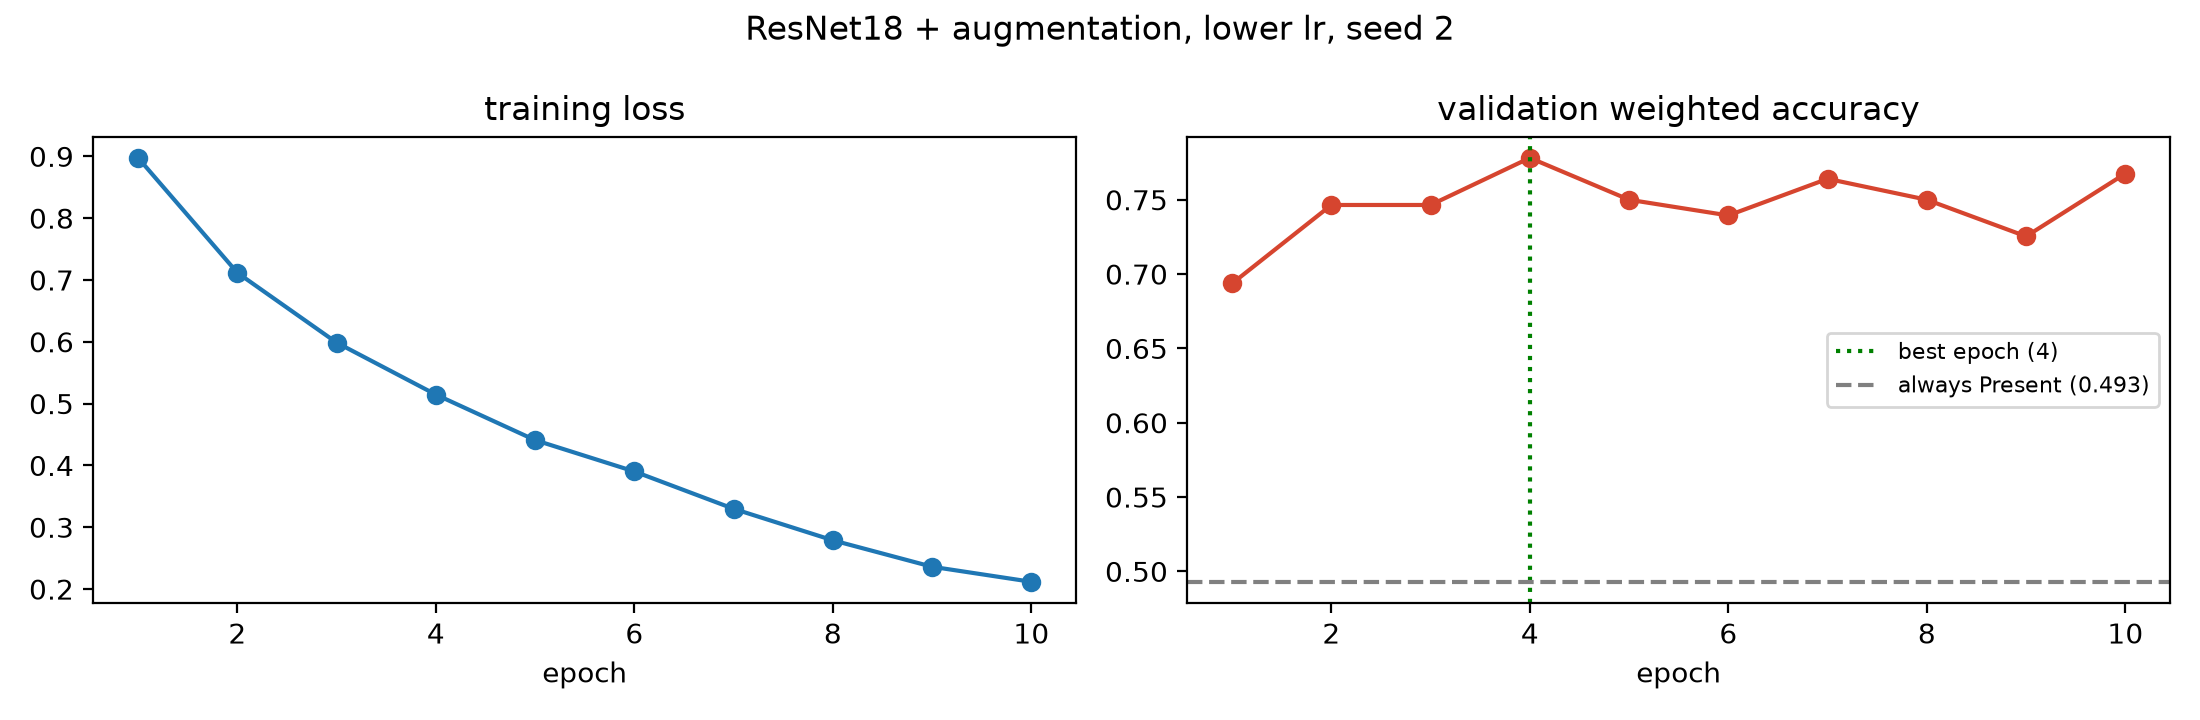 ResNet18 + augmentation, lower lr, seed 2
training loss
0.9
0.8
0.7
0.6
0.5
0.4
0.3
0.2
2 4 6 8 10
epoch
validation weighted accuracy
0.75
0.70
0.65
0.60
0.55
0.50
best epoch (4)
always Present (0.493)
2 4 6 8 10
epoch